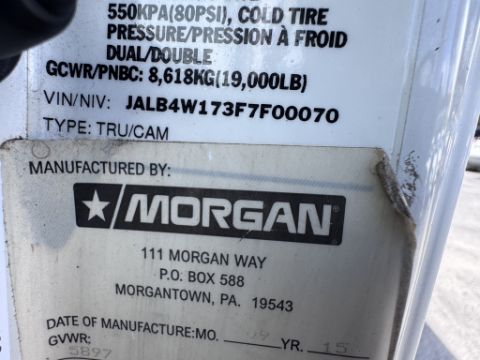 550KPA(80PSI), COLD TIRE
PRESSURE/PRESSION À FROID
DUAL/DOUBLE
GCWR/PNBC: 8,618KG(19,000LB)
VIN/NIV: JALB4W173F7F00070
TYPE: TRU/CAM
MANUFACTURED BY:
MORGAN
111 MORGAN WAY
P.O. BOX 588
MORGANTOWN, PA. 19543
DATE OF MANUFACTURE:MO. 09 YR. 15
GVWR:
5897